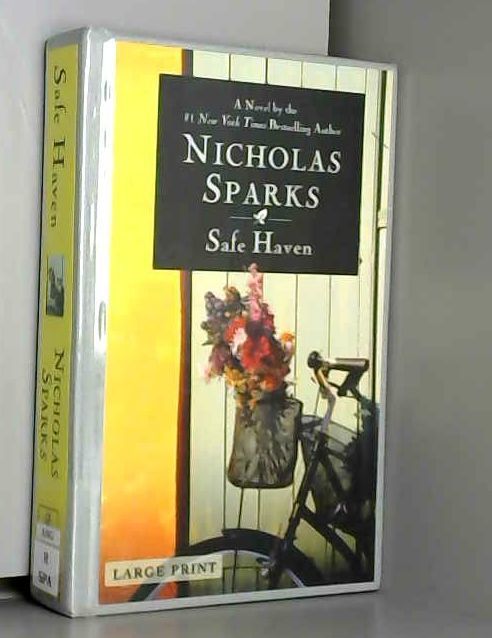 A Novel by the
#1 New York Times Bestselling Author
NICHOLAS
SPARKS
Safe Haven
LARGE PRINT
Safe Haven
NICHOLAS
SPARKS
R
SPA